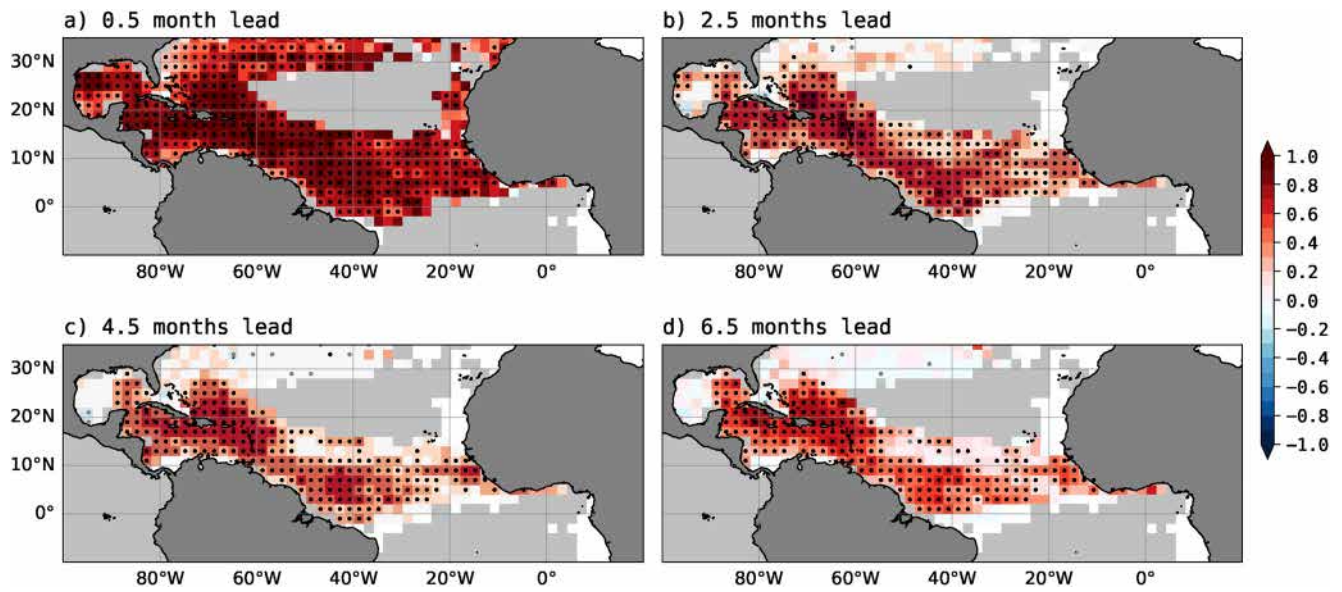 a) 0.5 month lead
b) 2.5 months lead
30°N
20°N
10°N
0°
80°W 60°W 40°W 20°W 0°
80°W 60°W 40°W 20°W 0°
c) 4.5 months lead
d) 6.5 months lead
30°N
20°N
10°N
0°
80°W 60°W 40°W 20°W 0°
80°W 60°W 40°W 20°W 0°
1.0
0.8
0.6
0.4
0.2
0.0
−0.2
−0.4
−0.6
−0.8
−1.0